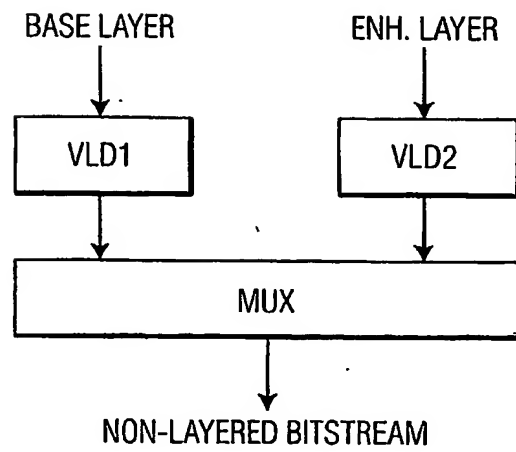 BASE LAYER
ENH. LAYER
VLD1
VLD2
MUX
NON-LAYERED BITSTREAM